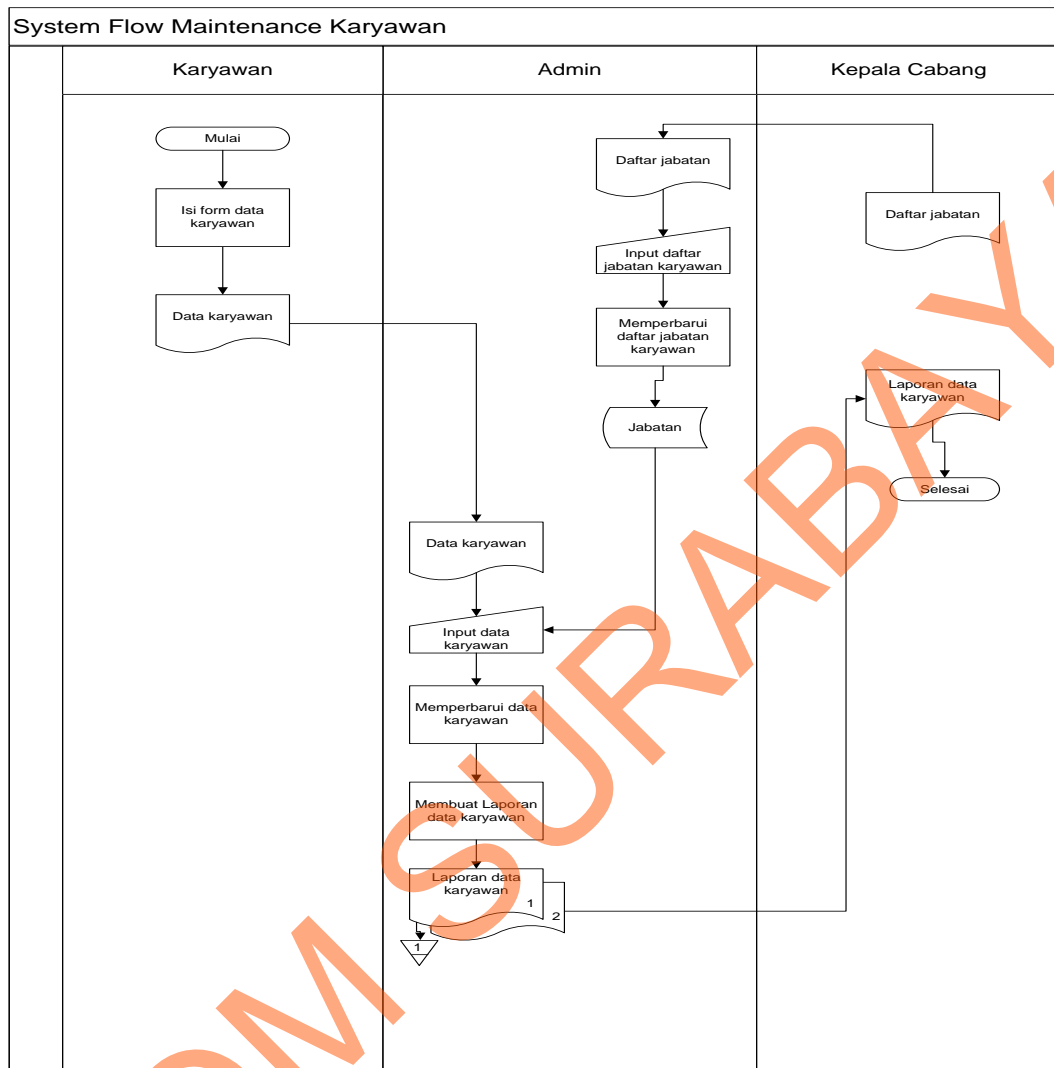 System Flow Maintenance Karyawan
Karyawan
Admin
Kepala Cabang
Mulai
Isi form data
karyawan
Data karyawan
Daftar jabatan
Input daftar
jabatan karyawan
Memperbarui
daftar jabatan
karyawan
Jabatan
Data karyawan
Input data
karyawan
Memperbarui data
karyawan
Membuat Laporan
data karyawan
Laporan data
karyawan
1
2
1
Daftar jabatan
Laporan data
karyawan
Selesai
OM SURABAYA